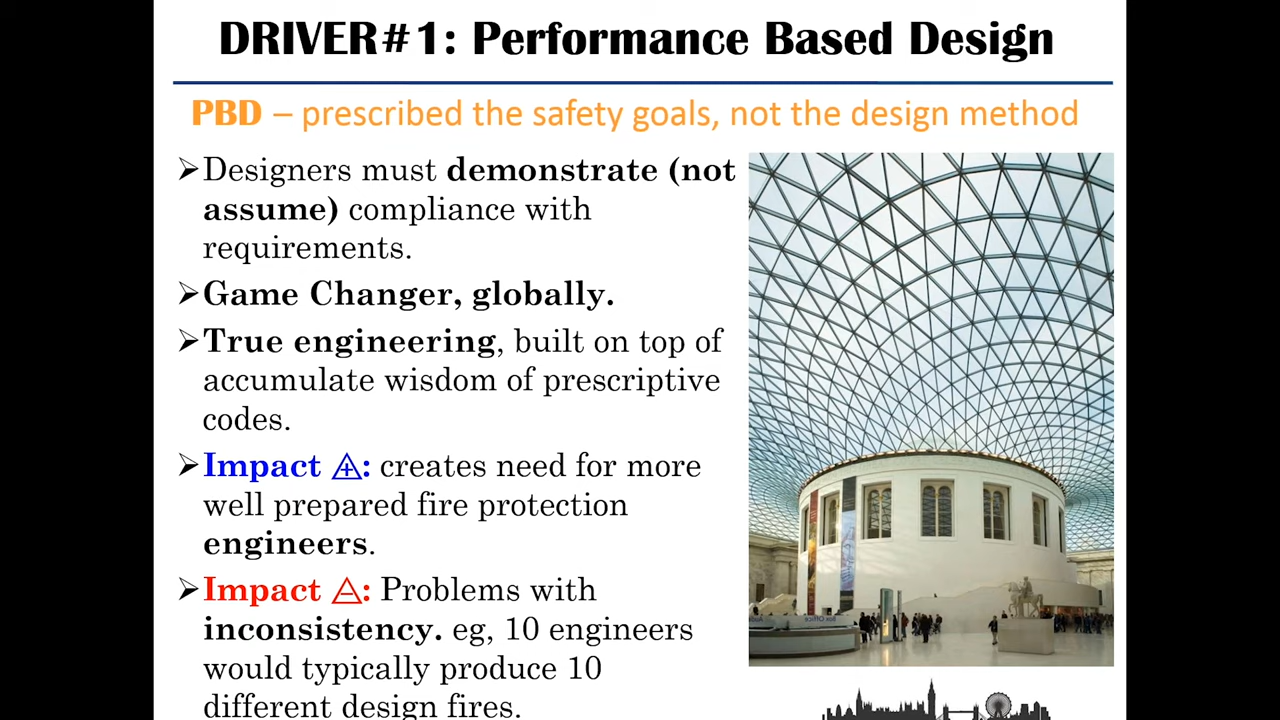 DRIVER#1: Performance Based Design
PBD – prescribed the safety goals, not the design method
➢Designers must demonstrate (not
assume) compliance with
requirements.
➢Game Changer, globally.
➢True engineering, built on top of
accumulate wisdom of prescriptive
codes.
➢Impact +: creates need for more
well prepared fire protection
engineers.
➢Impact –: Problems with
inconsistency. eg, 10 engineers
would typically produce 10
different design fires.
Box Office